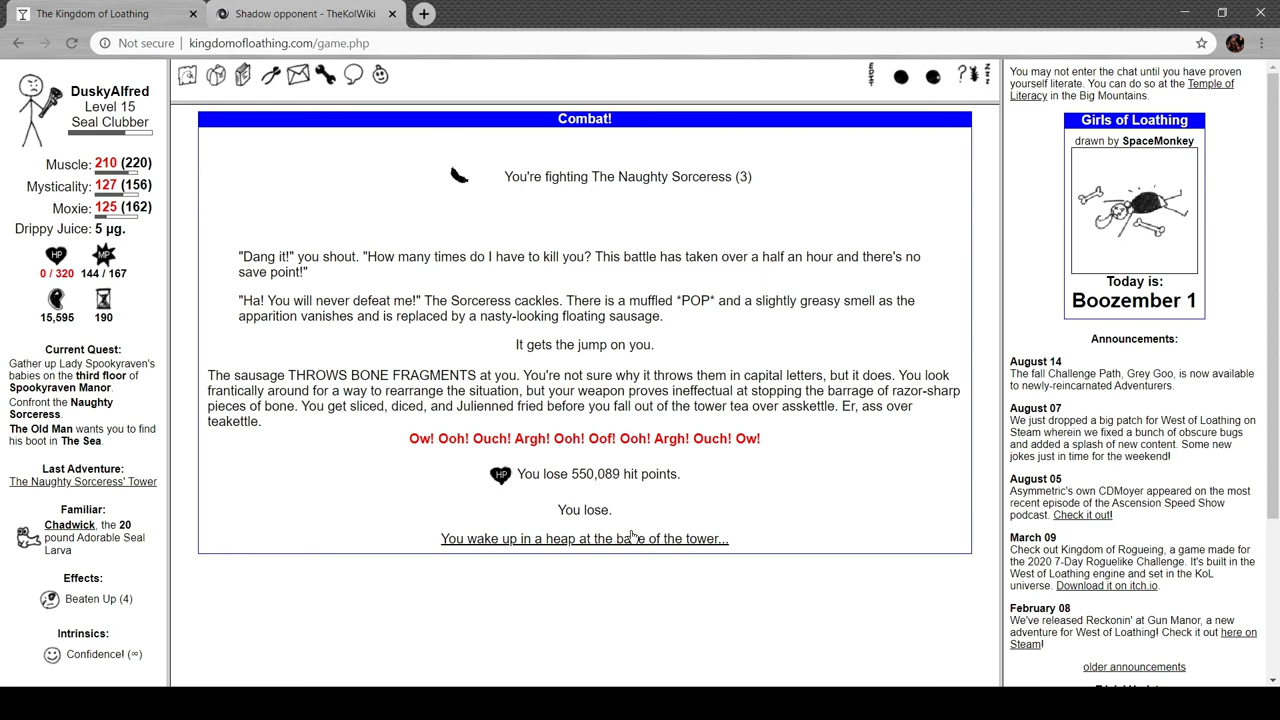 The Kingdom of Loathing
Shadow opponent - TheKolWiki
Not secure | kingdomofloathing.com/game.php
DuskyAlfred
Level 15
Seal Clubber
Muscle: 210 (220)
Mysticality: 127 (156)
Moxie: 125 (162)
Drippy Juice: 5 µg.
HP
MP
0 / 320 144 / 167
15,595 190
Current Quest:
Gather up Lady Spookyraven's
babies on the third floor of
Spookyraven Manor.
Confront the Naughty
Sorceress.
The Old Man wants you to find
his boot in The Sea.
Last Adventure:
The Naughty Sorceress' Tower
Familiar:
Chadwick, the 20
pound Adorable Seal
Larva
Effects:
Beaten Up (4)
Intrinsics:
Confidence! (∞)
Combat!
You're fighting The Naughty Sorceress (3)
"Dang it!" you shout. "How many times do I have to kill you? This battle has taken over a half an hour and there's no
save point!"
"Ha! You will never defeat me!" The Sorceress cackles. There is a muffled *POP* and a slightly greasy smell as the
apparition vanishes and is replaced by a nasty-looking floating sausage.
It gets the jump on you.
The sausage THROWS BONE FRAGMENTS at you. You're not sure why it throws them in capital letters, but it does. You look
frantically around for a way to rearrange the situation, but your weapon proves ineffectual at stopping the barrage of razor-sharp
pieces of bone. You get sliced, diced, and Julienned fried before you fall out of the tower tea over asskettle. Er, ass over
teakettle.
Ow! Ooh! Ouch! Argh! Ooh! Oof! Ooh! Argh! Ouch! Ow!
HP You lose 550,089 hit points.
You lose.
You wake up in a heap at the base of the tower...
You may not enter the chat until you have proven
yourself literate. You can do so at the Temple of
Literacy in the Big Mountains.
Girls of Loathing
drawn by SpaceMonkey
Today is:
Boozember 1
Announcements:
August 14
The fall Challenge Path, Grey Goo, is now available
to newly-reincarnated Adventurers.
August 07
We just dropped a big patch for West of Loathing on
Steam wherein we fixed a bunch of obscure bugs
and added a splash of new content. Some new
jokes just in time for the weekend!
August 05
Asymmetric's own CDMoyer appeared on the most
recent episode of the Ascension Speed Show
podcast. Check it out!
March 09
Check out Kingdom of Rogueing, a game made for
the 2020 7-Day Roguelike Challenge. It's built in the
West of Loathing engine and set in the KoL
universe. Download it on itch.io.
February 08
We've released Reckonin' at Gun Manor, a new
adventure for West of Loathing! Check it out here on
Steam!
older announcements